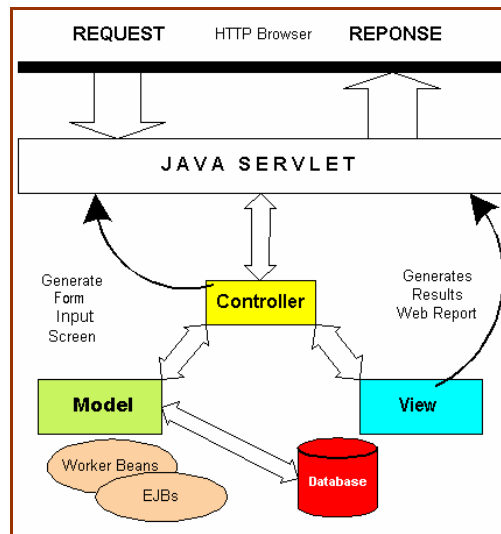 REQUEST HTTP Browser REPONSE
JAVA SERVLET
Generate
Form
Input
Screen
Controller
Generates
Results
Web Report
Model
View
Worker Beans
EJBs
Database